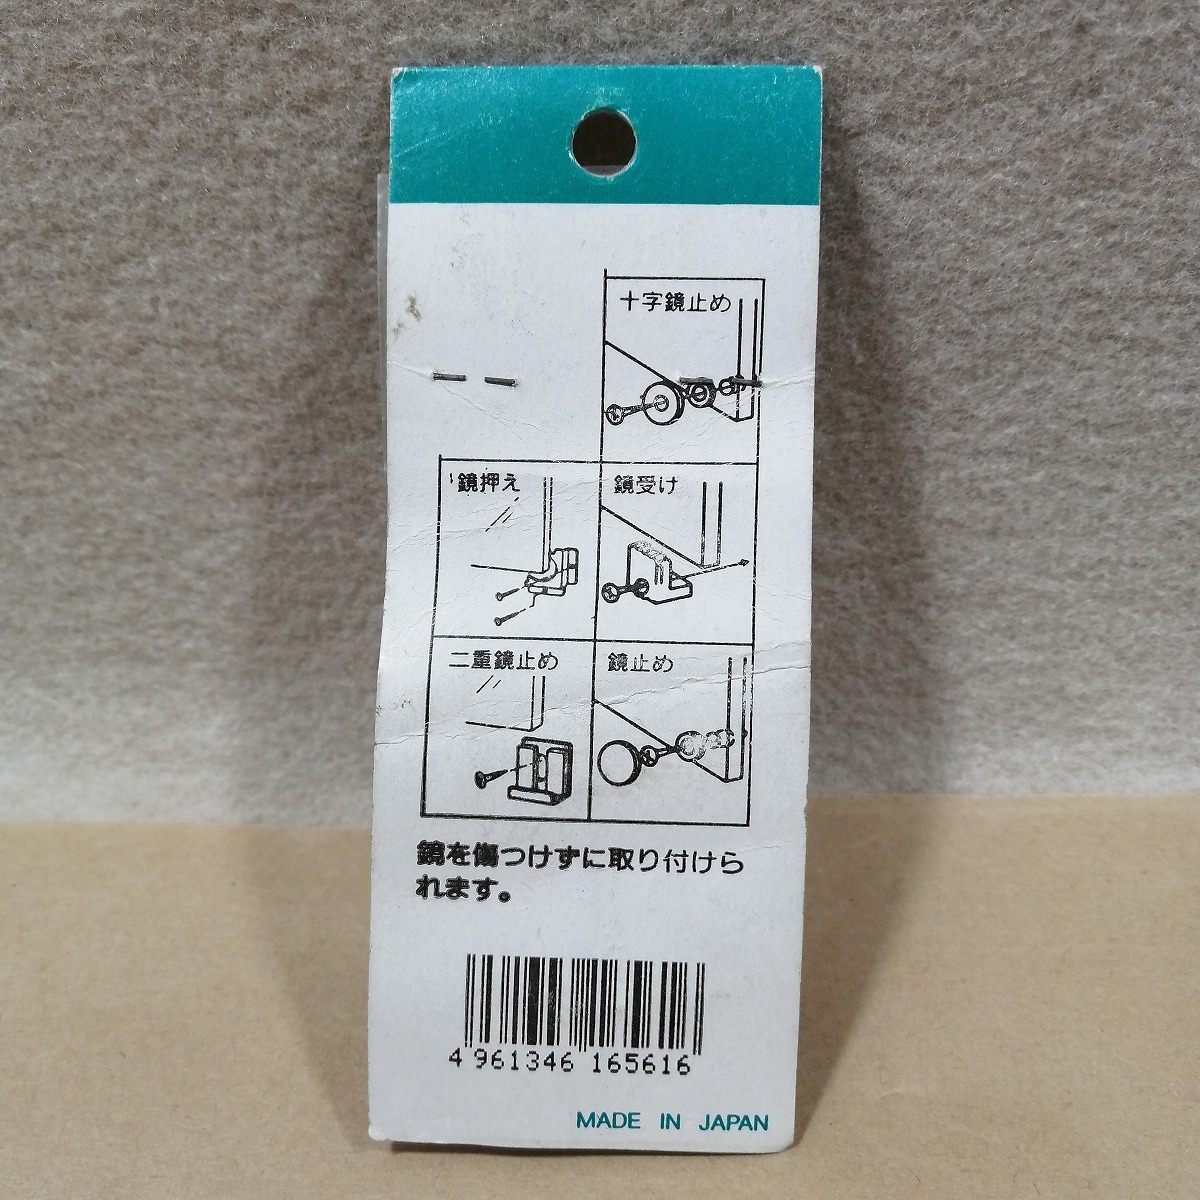 十字鏡止め
鏡押え
鏡受け
二重鏡止め
鏡止め
鏡を傷つけずに取り付けら
れます。
4 961346 165616
MADE IN JAPAN